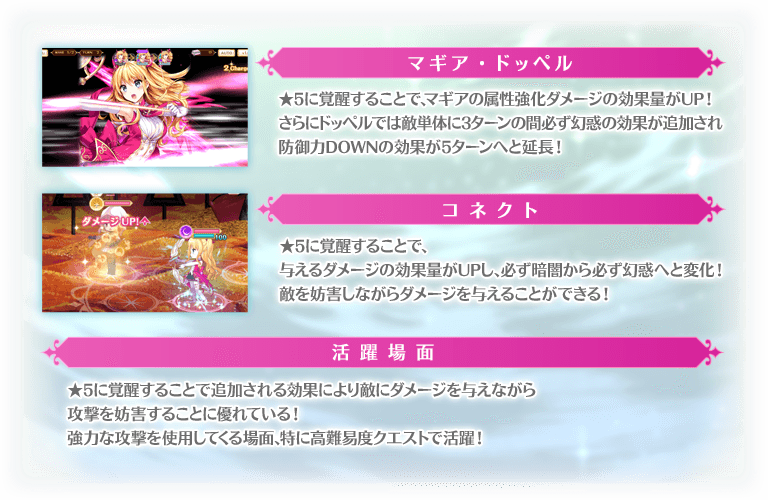 マギア・ドッペル
★5に覚醒することで、マギアの属性強化ダメージの効果量がUP！
さらにドッペルでは敵単体に3ターンの間必ず幻惑の効果が追加され
防御力DOWNの効果が5ターンへと延長！
ダメージUP!
コネクト
★5に覚醒することで、
与えるダメージの効果量がUPし、必ず暗闇から必ず幻惑へと変化！
敵を妨害しながらダメージを与えることができる！
活躍場面
★5に覚醒することで追加される効果により敵にダメージを与えながら
攻撃を妨害することに優れている！
強力な攻撃を使用してくる場面、特に高難易度クエストで活躍！